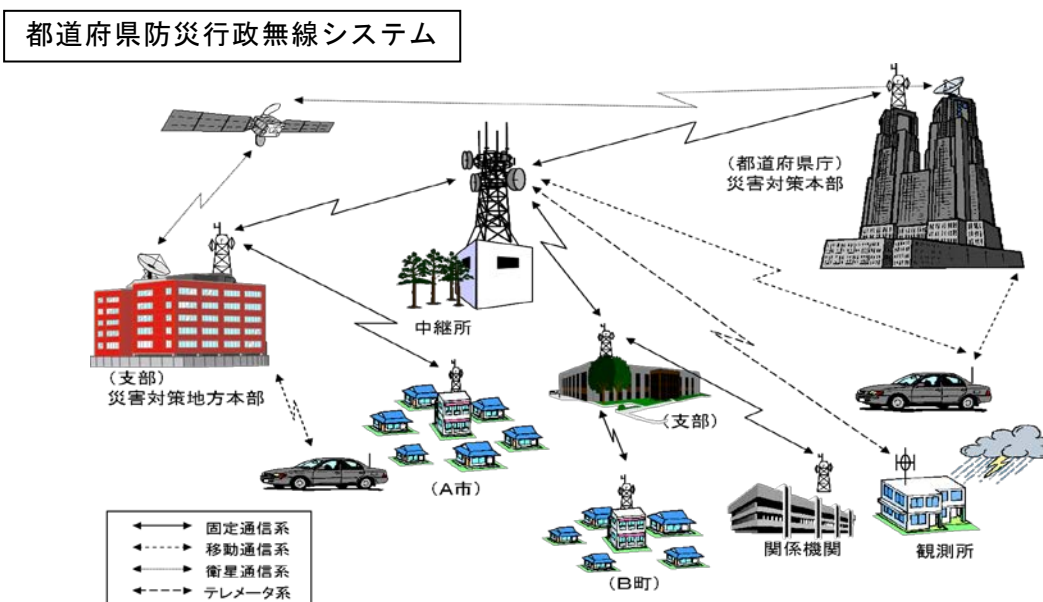 都道府県防災行政無線システム
(都道府県庁)
災害対策本部
中継所
(支部)
災害対策地方本部
(支部)
(A市)
(B町)
関係機関
観測所
固定通信系
移動通信系
衛星通信系
テレメータ系